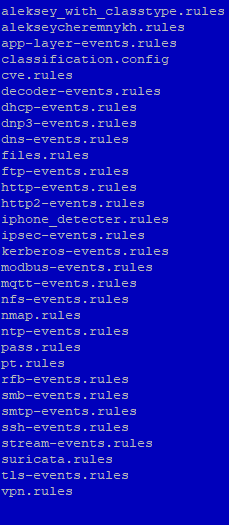 aleksey_with_classtype.rules
alekseycheremnykh.rules
app-layer-events.rules
classification.config
cve.rules
decoder-events.rules
dhcp-events.rules
dnp3-events.rules
dns-events.rules
files.rules
ftp-events.rules
http-events.rules
http2-events.rules
iphone_detecter.rules
ipsec-events.rules
kerberos-events.rules
modbus-events.rules
mqtt-events.rules
nfs-events.rules
nmap.rules
ntp-events.rules
pass.rules
pt.rules
rfb-events.rules
smb-events.rules
smtp-events.rules
ssh-events.rules
stream-events.rules
suricata.rules
tls-events.rules
vpn.rules